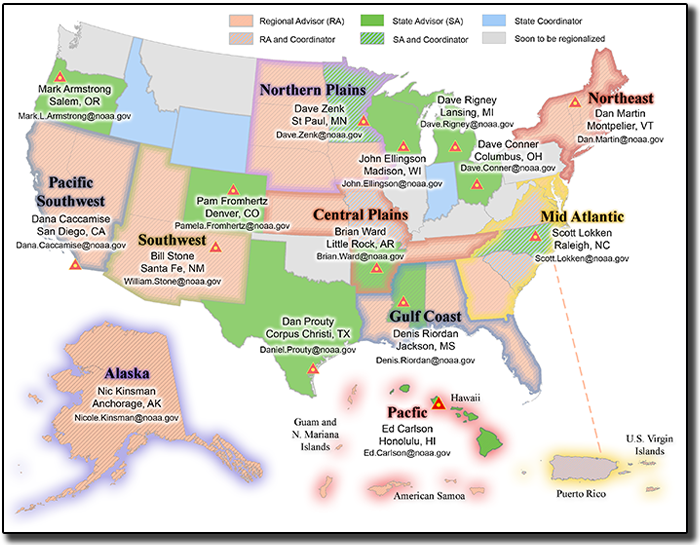 Regional Advisor (RA)
State Advisor (SA)
State Coordinator
RA and Coordinator
SA and Coordinator
Soon to be regionalized
Mark Armstrong
Salem, OR
Mark.L.Armstrong@noaa.gov
Northern Plains
Dave Zenk
St Paul, MN
Dave.Zenk@noaa.gov
Dave Rigney
Lansing, MI
Dave.Rigney@noaa.gov
Northeast
Dan Martin
Montpelier, VT
Dan.Martin@noaa.gov
John Ellingson
Madison, WI
John.Ellingson@noaa.gov
Dave Conner
Columbus, OH
Dave.Conner@noaa.gov
Pacific
Southwest
Dana Caccamise
San Diego, CA
Dana.Caccamise@noaa.gov
Pam Fromhertz
Denver, CO
Pamela.Fromhertz@noaa.gov
Southwest
Bill Stone
Santa Fe, NM
William.Stone@noaa.gov
Central Plains
Brian Ward
Little Rock, AR
Brian.Ward@noaa.gov
Mid Atlantic
Scott Lokken
Raleigh, NC
Scott.Lokken@noaa.gov
Dan Prouty
Corpus Christi, TX
Daniel.Prouty@noaa.gov
Gulf Coast
Denis Riordan
Jackson, MS
Denis.Riordan@noaa.gov
Alaska
Nic Kinsman
Anchorage, AK
Nicole.Kinsman@noaa.gov
Guam and
N. Mariana
Islands
Hawaii
Pacfic
Ed Carlson
Honolulu, HI
Ed.Carlson@noaa.gov
American Samoa
U.S. Virgin
Islands
Puerto Rico